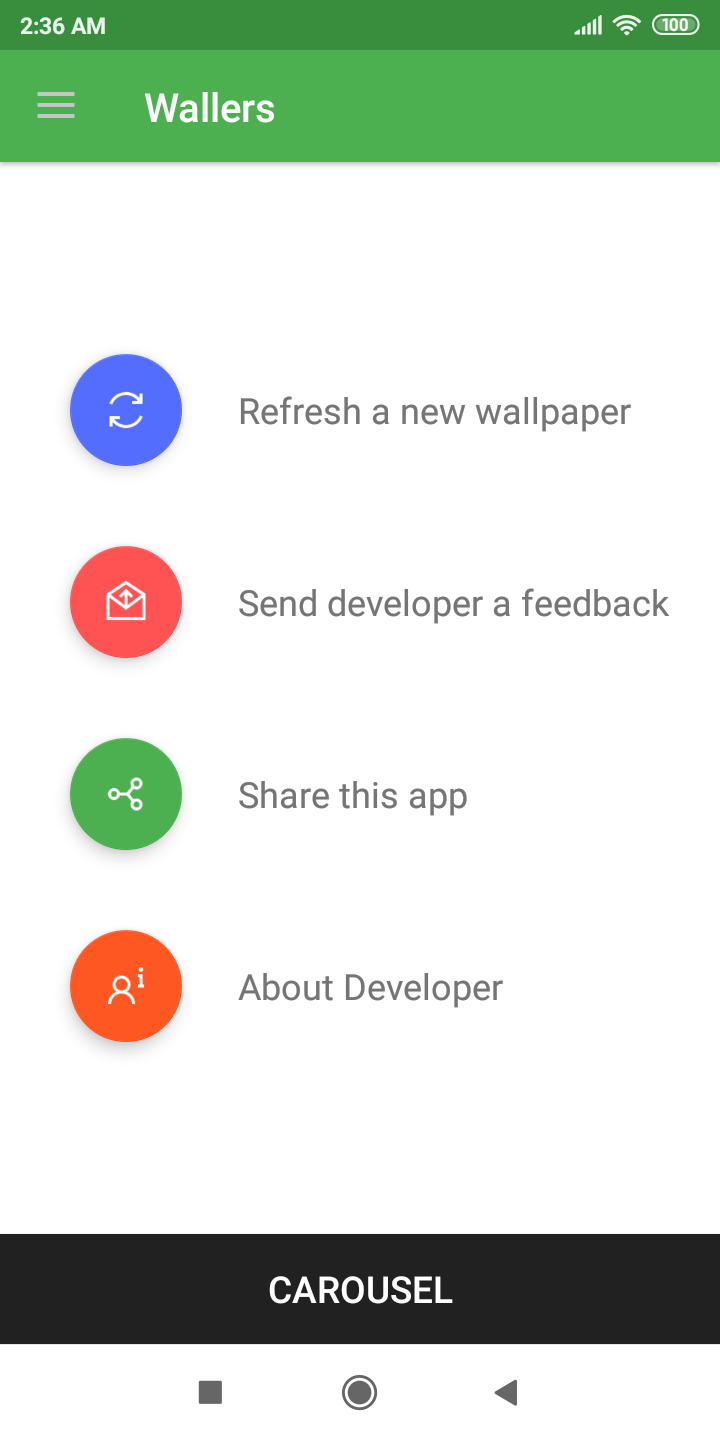 2:36 AM
100
Wallers
Refresh a new wallpaper
Send developer a feedback
Share this app
About Developer
CAROUSEL